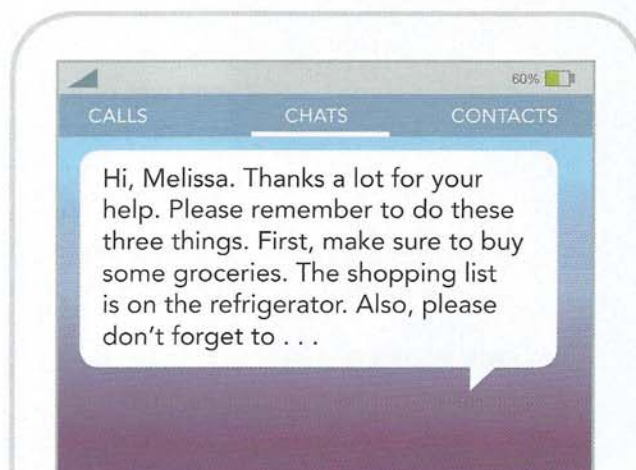 60%
CALLS CHATS CONTACTS
Hi, Melissa. Thanks a lot for your
help. Please remember to do these
three things. First, make sure to buy
some groceries. The shopping list
is on the refrigerator. Also, please
don't forget to . . .